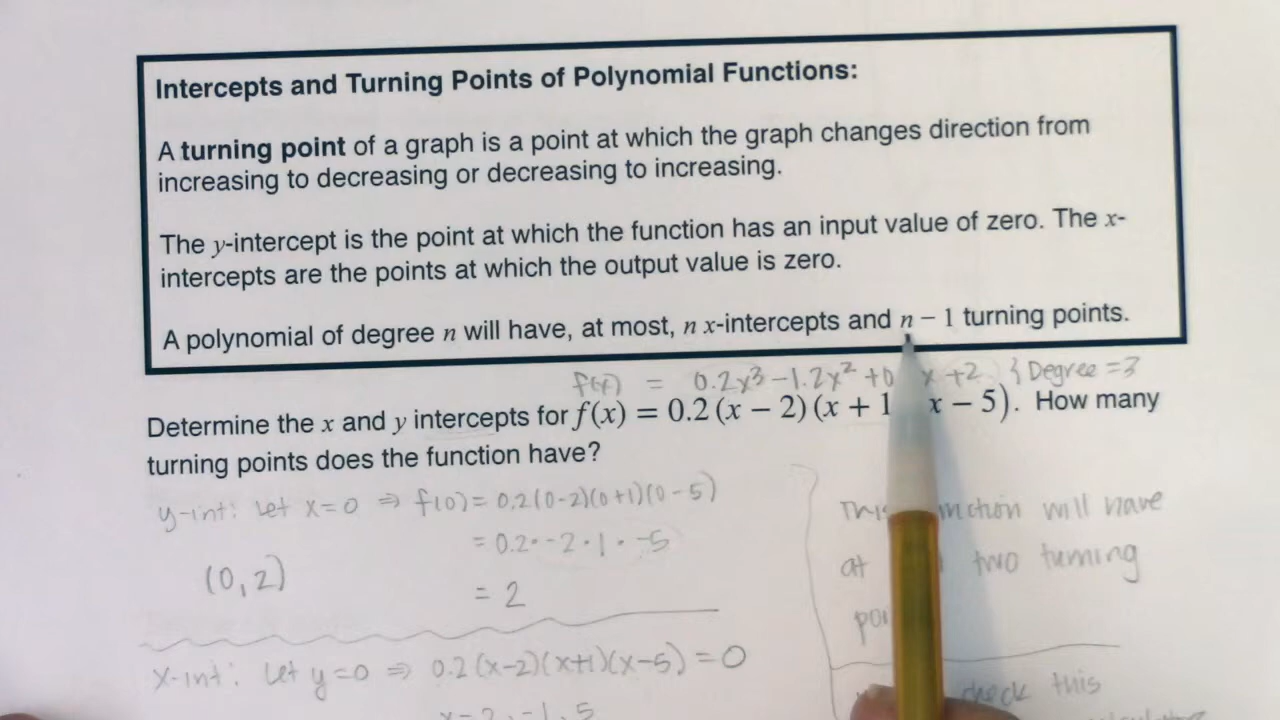 Intercepts and Turning Points of Polynomial Functions:
A turning point of a graph is a point at which the graph changes direction from
increasing to decreasing or decreasing to increasing.
The y-intercept is the point at which the function has an input value of zero. The x-
intercepts are the points at which the output value is zero.
A polynomial of degree n will have, at most, n x-intercepts and n − 1 turning points.
f(x) = 0.2x³ −1.2x² +0 x +2 } Degree = 3
Determine the x and y intercepts for f(x) = 0.2(x − 2)(x + 1 x − 5). How many
turning points does the function have?
y-int: Let x=0 ⇒ f(0) = 0.2(0-2)(0+1)(0-5)
= 0.2·-2·1·-5
(0,2)
= 2
x-int: Let y=0 ⇒ 0.2(x-2)(x+1)(x-5) = 0
x=2,-1,5
This function will have
at two turning
check this